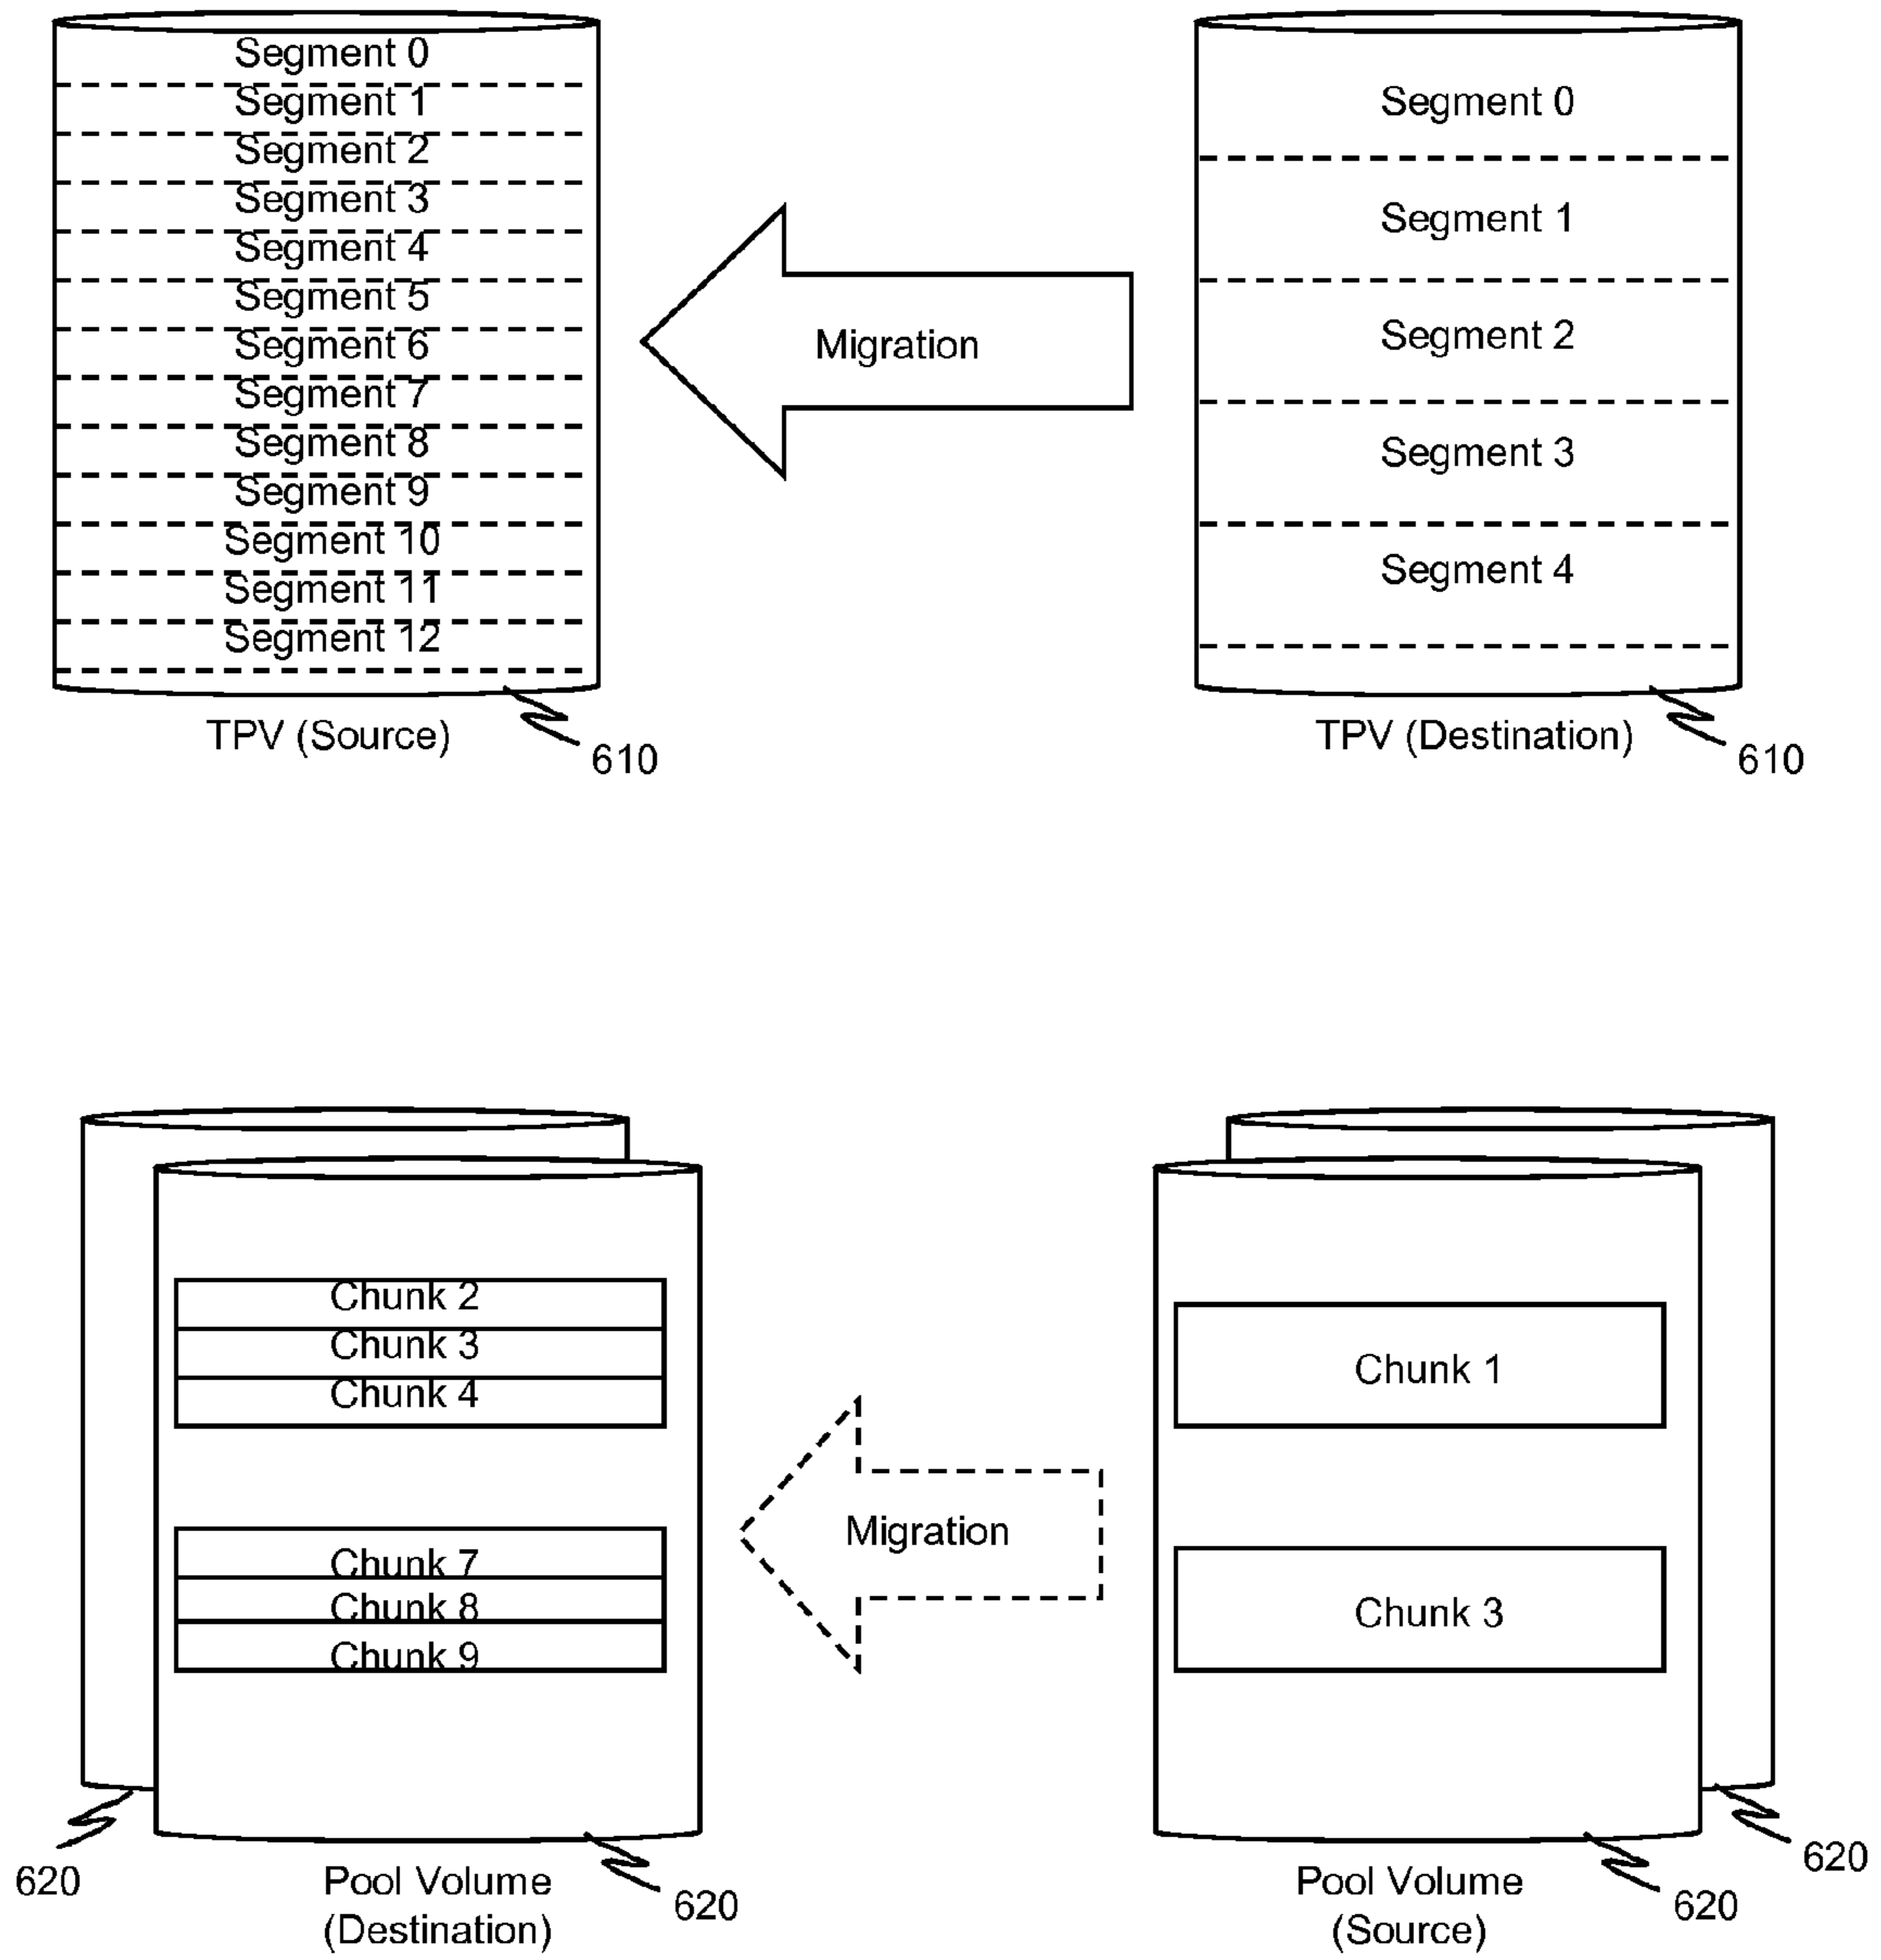 Segment 0
Segment 1
Segment 2
Segment 3
Segment 4
Segment 5
Segment 6
Segment 7
Segment 8
Segment 9
Segment 10
Segment 11
Segment 12
TPV (Source)
610
Migration
Segment 0
Segment 1
Segment 2
Segment 3
Segment 4
TPV (Destination)
610
Chunk 2
Chunk 3
Chunk 4
Chunk 7
Chunk 8
Chunk 9
620
Pool Volume
(Destination)
620
Migration
Chunk 1
Chunk 3
Pool Volume
(Source)
620
620